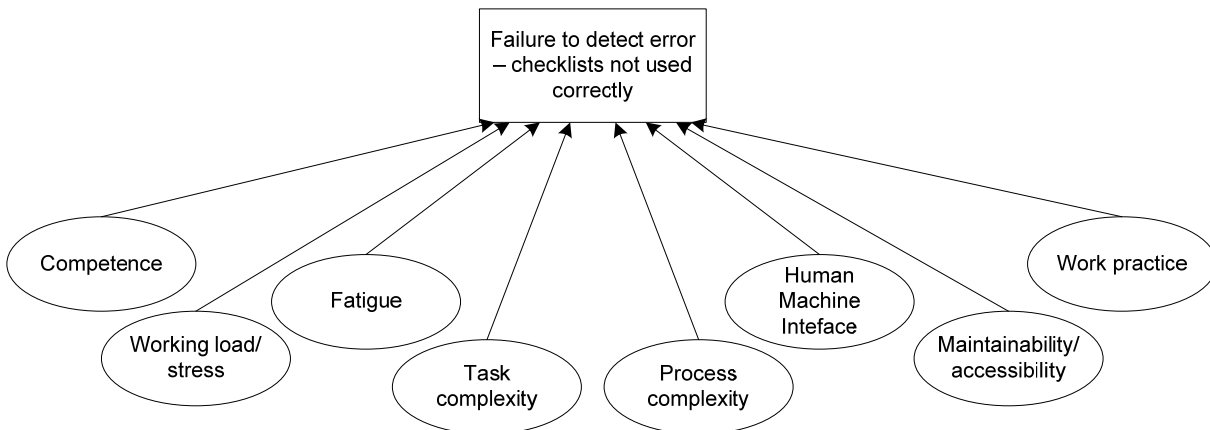 Failure to detect error
– checklists not used
correctly
Competence
Working load/
stress
Fatigue
Task
complexity
Process
complexity
Human
Machine
Inteface
Maintainability/
accessibility
Work practice